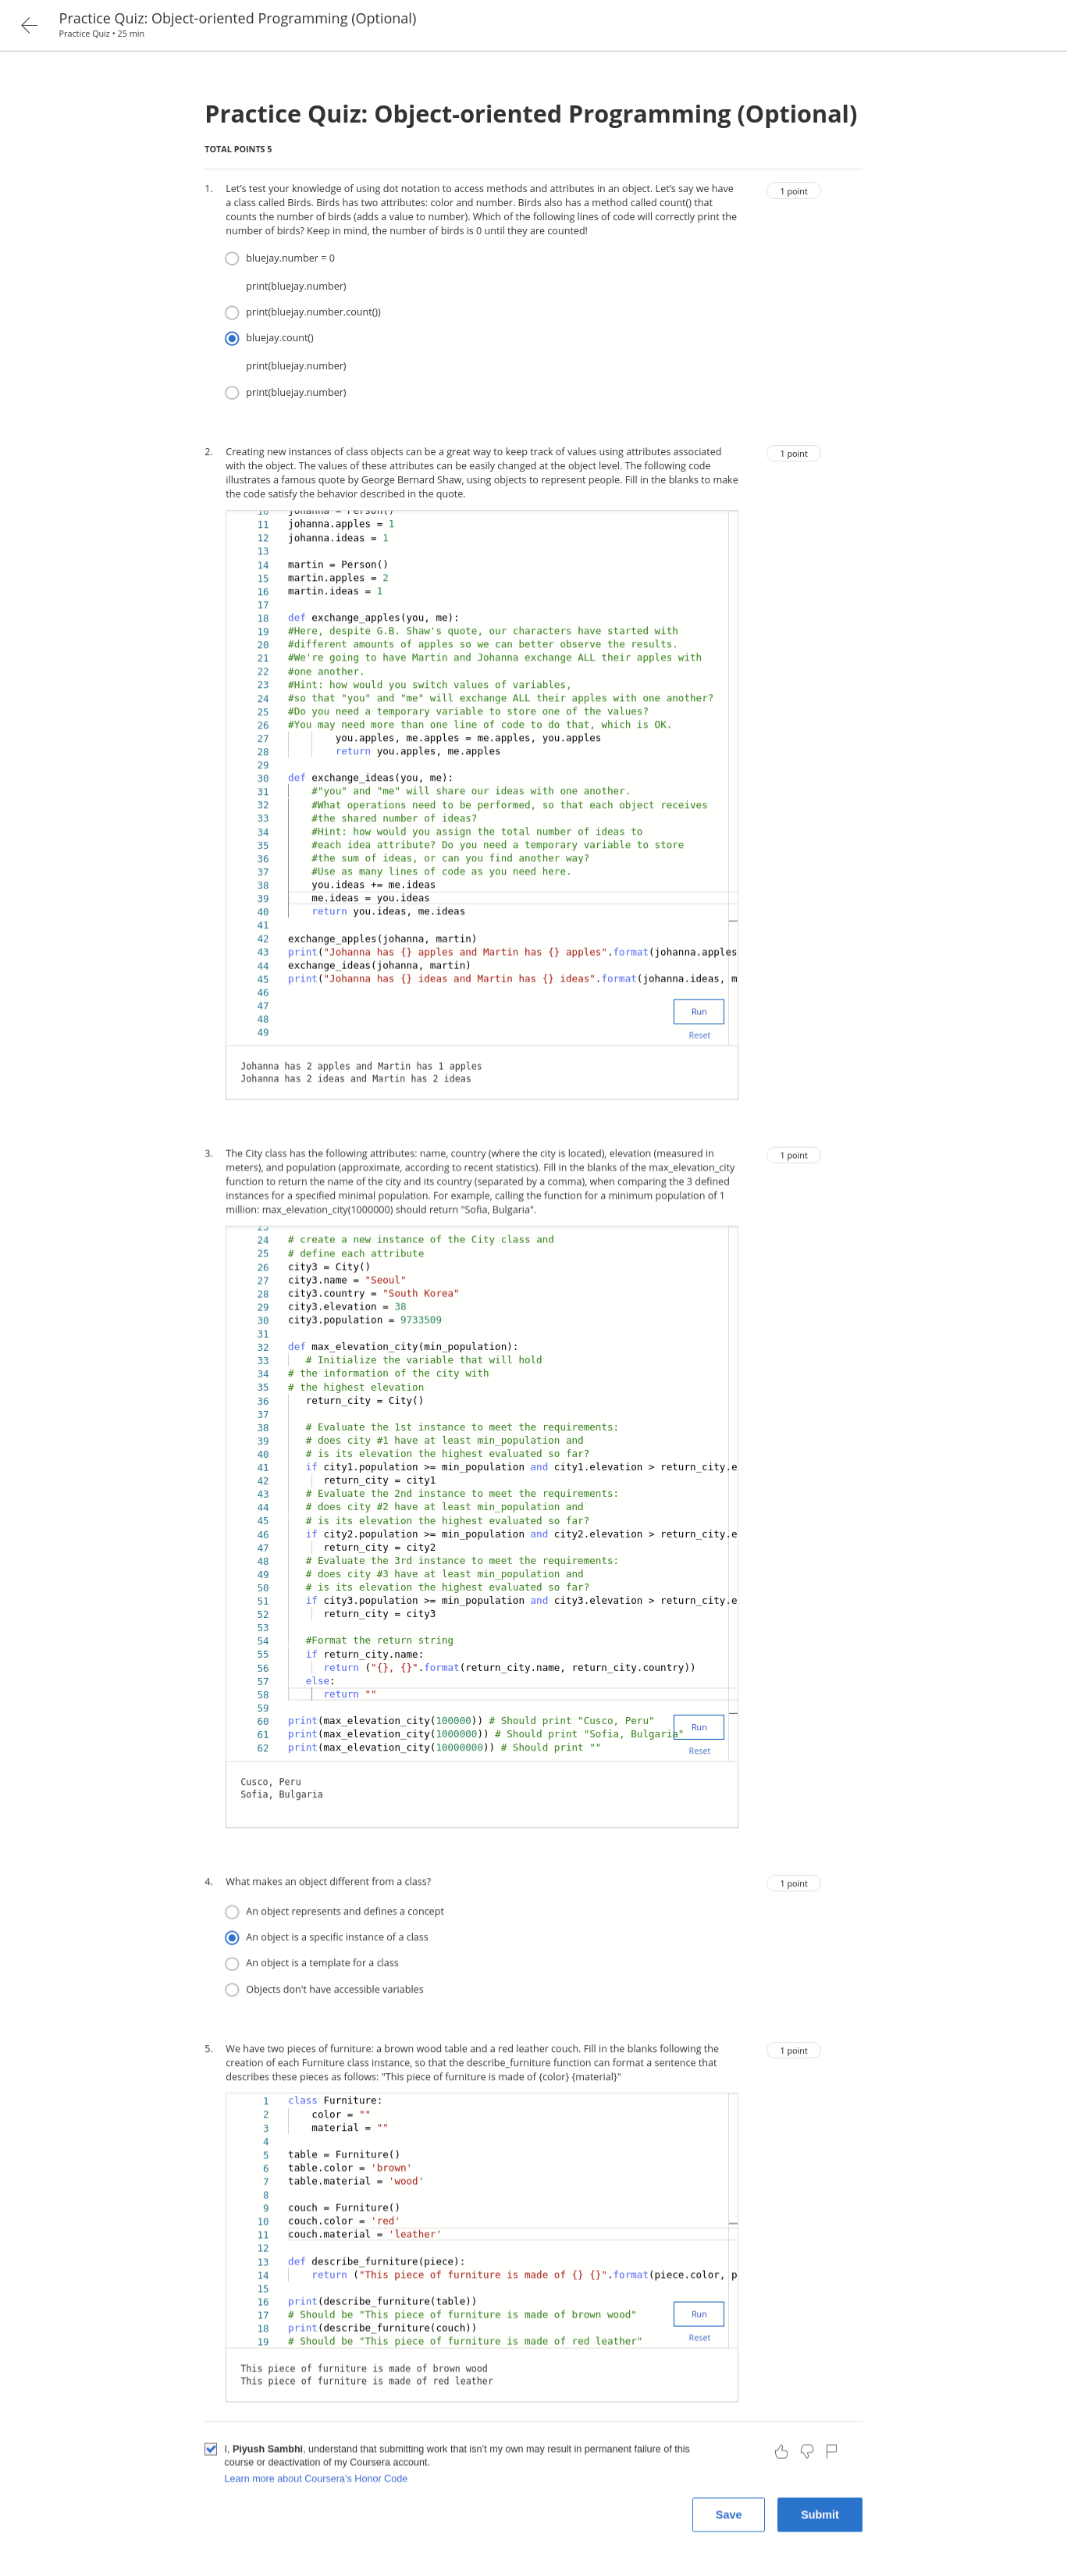 Practice Quiz: Object-oriented Programming (Optional)
Practice Quiz • 25 min
Practice Quiz: Object-oriented Programming (Optional)
TOTAL POINTS 5
1. Let's test your knowledge of using dot notation to access methods and attributes in an object. Let's say we have
a class called Birds. Birds has two attributes: color and number. Birds also has a method called count() that
counts the number of birds (adds a value to number). Which of the following lines of code will correctly print the
number of birds? Keep in mind, the number of birds is 0 until they are counted!
1 point
bluejay.number = 0
print(bluejay.number)
print(bluejay.number.count())
bluejay.count()
print(bluejay.number)
print(bluejay.number)
2. Creating new instances of class objects can be a great way to keep track of values using attributes associated
with the object. The values of these attributes can be easily changed at the object level. The following code
illustrates a famous quote by George Bernard Shaw, using objects to represent people. Fill in the blanks to make
the code satisfy the behavior described in the quote.
1 point
10 johanna = Person()
11 johanna.apples = 1
12 johanna.ideas = 1
13
14 martin = Person()
15 martin.apples = 2
16 martin.ideas = 1
17
18 def exchange_apples(you, me):
19 #Here, despite G.B. Shaw's quote, our characters have started with
20 #different amounts of apples so we can better observe the results.
21 #We're going to have Martin and Johanna exchange ALL their apples with
22 #one another.
23 #Hint: how would you switch values of variables,
24 #so that "you" and "me" will exchange ALL their apples with one another?
25 #Do you need a temporary variable to store one of the values?
26 #You may need more than one line of code to do that, which is OK.
27 you.apples, me.apples = me.apples, you.apples
28 return you.apples, me.apples
29
30 def exchange_ideas(you, me):
31 #"you" and "me" will share our ideas with one another.
32 #What operations need to be performed, so that each object receives
33 #the shared number of ideas?
34 #Hint: how would you assign the total number of ideas to
35 #each idea attribute? Do you need a temporary variable to store
36 #the sum of ideas, or can you find another way?
37 #Use as many lines of code as you need here.
38 you.ideas += me.ideas
39 me.ideas = you.ideas
40 return you.ideas, me.ideas
41
42 exchange_apples(johanna, martin)
43 print("Johanna has {} apples and Martin has {} apples".format(johanna.apples
44 exchange_ideas(johanna, martin)
45 print("Johanna has {} ideas and Martin has {} ideas".format(johanna.ideas, m
46
47
48
49
Run
Reset
Johanna has 2 apples and Martin has 1 apples
Johanna has 2 ideas and Martin has 2 ideas
3. The City class has the following attributes: name, country (where the city is located), elevation (measured in
meters), and population (approximate, according to recent statistics). Fill in the blanks of the max_elevation_city
function to return the name of the city and its country (separated by a comma), when comparing the 3 defined
instances for a specified minimal population. For example, calling the function for a minimum population of 1
million: max_elevation_city(1000000) should return "Sofia, Bulgaria".
1 point
23
24 # create a new instance of the City class and
25 # define each attribute
26 city3 = City()
27 city3.name = "Seoul"
28 city3.country = "South Korea"
29 city3.elevation = 38
30 city3.population = 9733509
31
32 def max_elevation_city(min_population):
33 # Initialize the variable that will hold
34 # the information of the city with
35 # the highest elevation
36 return_city = City()
37
38 # Evaluate the 1st instance to meet the requirements:
39 # does city #1 have at least min_population and
40 # is its elevation the highest evaluated so far?
41 if city1.population >= min_population and city1.elevation > return_city.e
42 return_city = city1
43 # Evaluate the 2nd instance to meet the requirements:
44 # does city #2 have at least min_population and
45 # is its elevation the highest evaluated so far?
46 if city2.population >= min_population and city2.elevation > return_city.e
47 return_city = city2
48 # Evaluate the 3rd instance to meet the requirements:
49 # does city #3 have at least min_population and
50 # is its elevation the highest evaluated so far?
51 if city3.population >= min_population and city3.elevation > return_city.e
52 return_city = city3
53
54 #Format the return string
55 if return_city.name:
56 return ("{}, {}".format(return_city.name, return_city.country))
57 else:
58 return ""
59
60 print(max_elevation_city(100000)) # Should print "Cusco, Peru"
61 print(max_elevation_city(1000000)) # Should print "Sofia, Bulgaria"
62 print(max_elevation_city(10000000)) # Should print ""
Run
Reset
Cusco, Peru
Sofia, Bulgaria
4. What makes an object different from a class?
1 point
An object represents and defines a concept
An object is a specific instance of a class
An object is a template for a class
Objects don't have accessible variables
5. We have two pieces of furniture: a brown wood table and a red leather couch. Fill in the blanks following the
creation of each Furniture class instance, so that the describe_furniture function can format a sentence that
describes these pieces as follows: "This piece of furniture is made of {color} {material}"
1 point
1 class Furniture:
2 color = ""
3 material = ""
4
5 table = Furniture()
6 table.color = 'brown'
7 table.material = 'wood'
8
9 couch = Furniture()
10 couch.color = 'red'
11 couch.material = 'leather'
12
13 def describe_furniture(piece):
14 return ("This piece of furniture is made of {} {}".format(piece.color, p
15
16 print(describe_furniture(table))
17 # Should be "This piece of furniture is made of brown wood"
18 print(describe_furniture(couch))
19 # Should be "This piece of furniture is made of red leather"
Run
Reset
This piece of furniture is made of brown wood
This piece of furniture is made of red leather
I, Piyush Sambhi, understand that submitting work that isn't my own may result in permanent failure of this
course or deactivation of my Coursera account.
Learn more about Coursera's Honor Code
Save
Submit